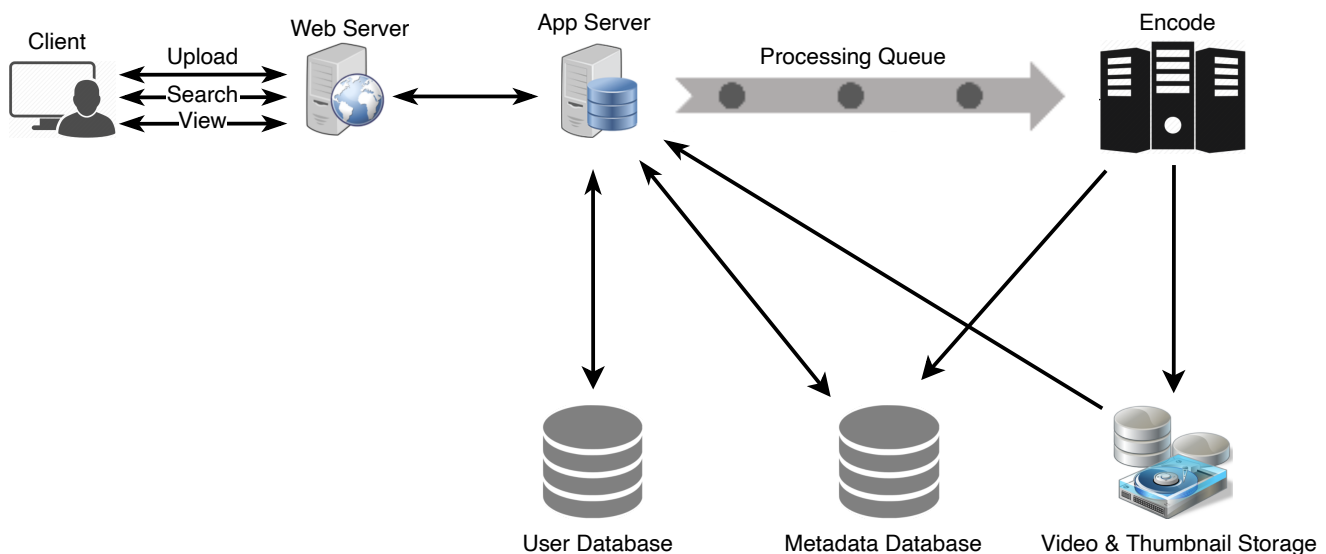 Client
Upload
Search
View
Web Server
App Server
Processing Queue
Encode
User Database
Metadata Database
Video & Thumbnail Storage